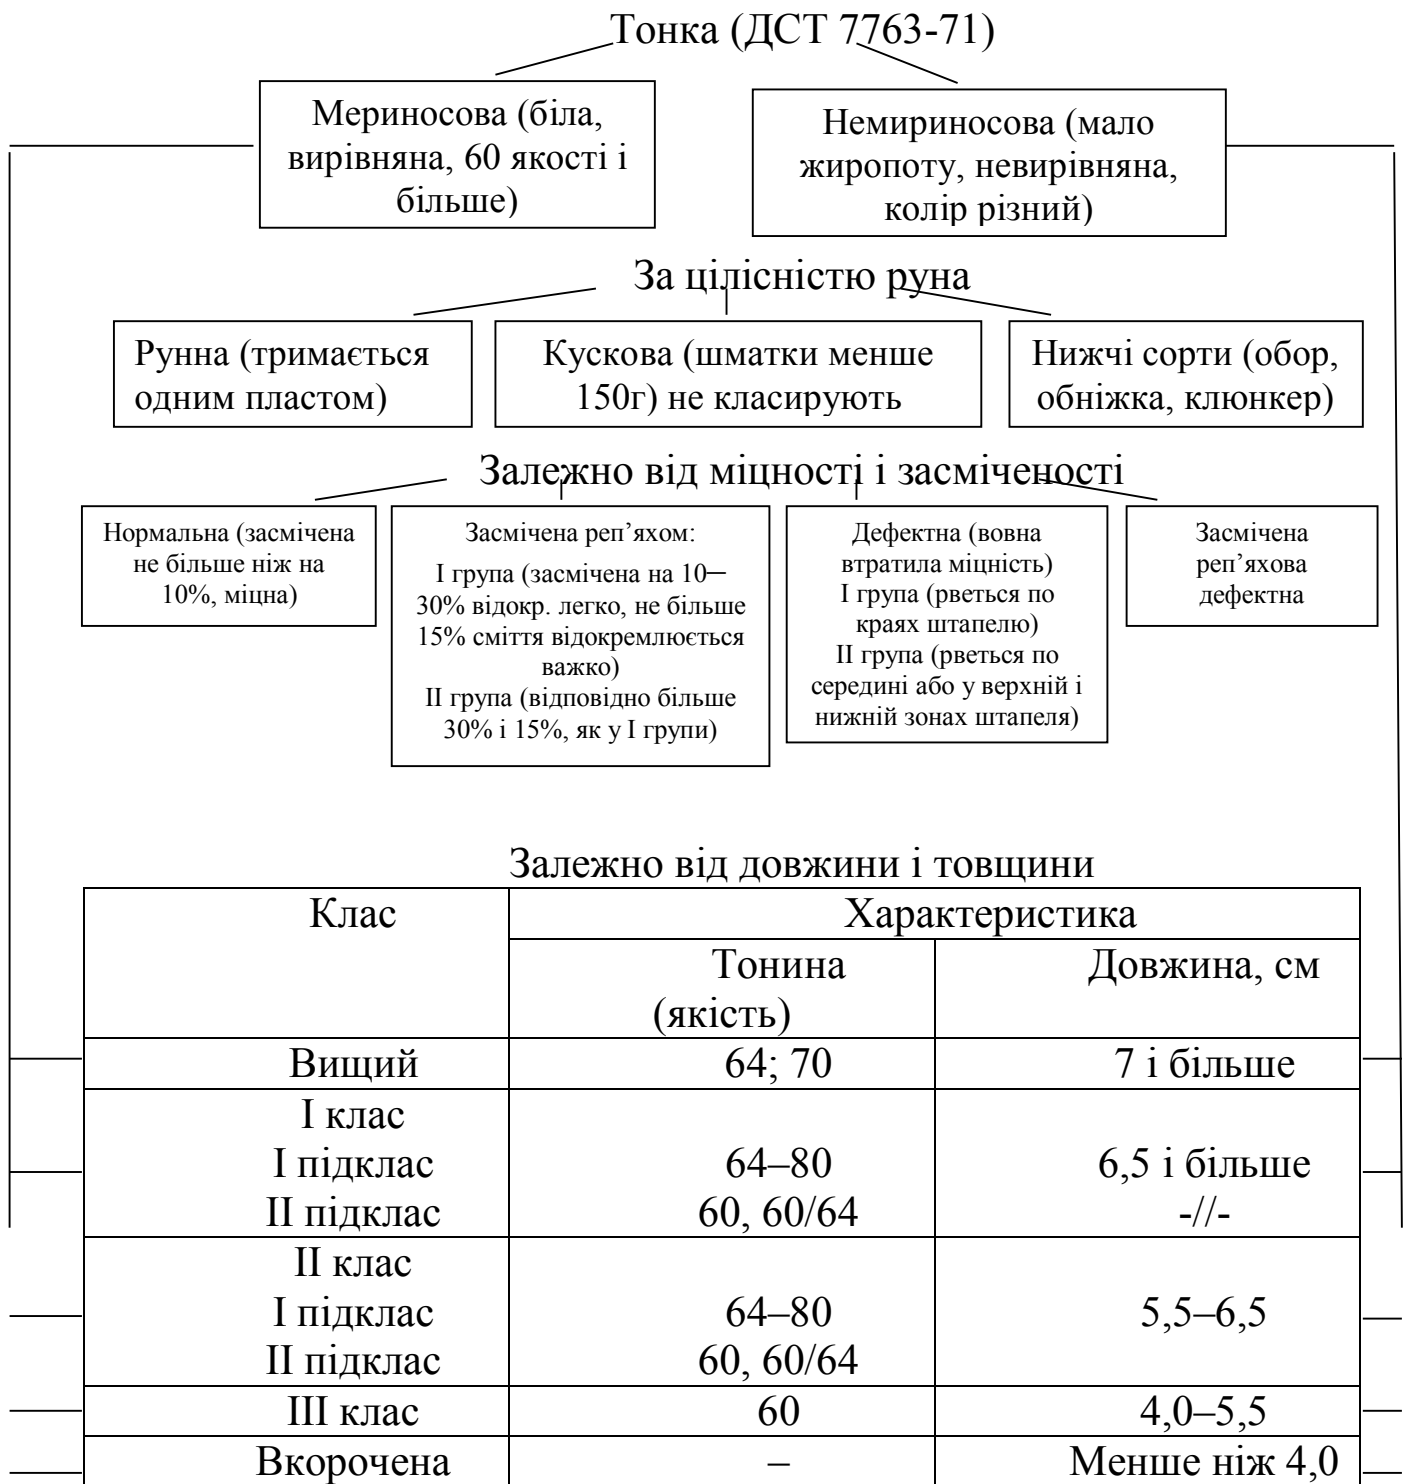 Тонка (ДСТ 7763-71)
Мериносова (біла,
вирівняна, 60 якості і
більше)
Немириносова (мало
жиропоту, невирівняна,
колір різний)
За цілісністю руна
Рунна (тримається
одним пластом)
Кускова (шматки менше
150г) не класирують
Нижчі сорти (обор,
обніжка, клюнкер)
Залежно від міцності і засміченості
Нормальна (засмічена
не більше ніж на
10%, міцна)
Засмічена реп’яхом:
І група (засмічена на 10–
30% відокр. легко, не більше
15% сміття відокремлюється
важко)
ІІ група (відповідно більше
30% і 15%, як у І групи)
Дефектна (вовна
втратила міцність)
І група (рветься по
краях штапелю)
ІІ група (рветься по
середині або у верхній і
нижній зонах штапеля)
Засмічена
реп’яхова
дефектна
Залежно від довжини і товщини
Клас Характеристика
Тонина
(якість)
Довжина, см
Вищий 64; 70 7 і більше
І клас
І підклас 64–80 6,5 і більше
ІІ підклас 60, 60/64 -//-
ІІ клас
І підклас 64–80 5,5–6,5
ІІ підклас 60, 60/64
ІІІ клас 60 4,0–5,5
Вкорочена – Менше ніж 4,0